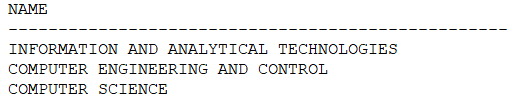 NAME
--------------------------------------------------
INFORMATION AND ANALYTICAL TECHNOLOGIES
COMPUTER ENGINEERING AND CONTROL
COMPUTER SCIENCE